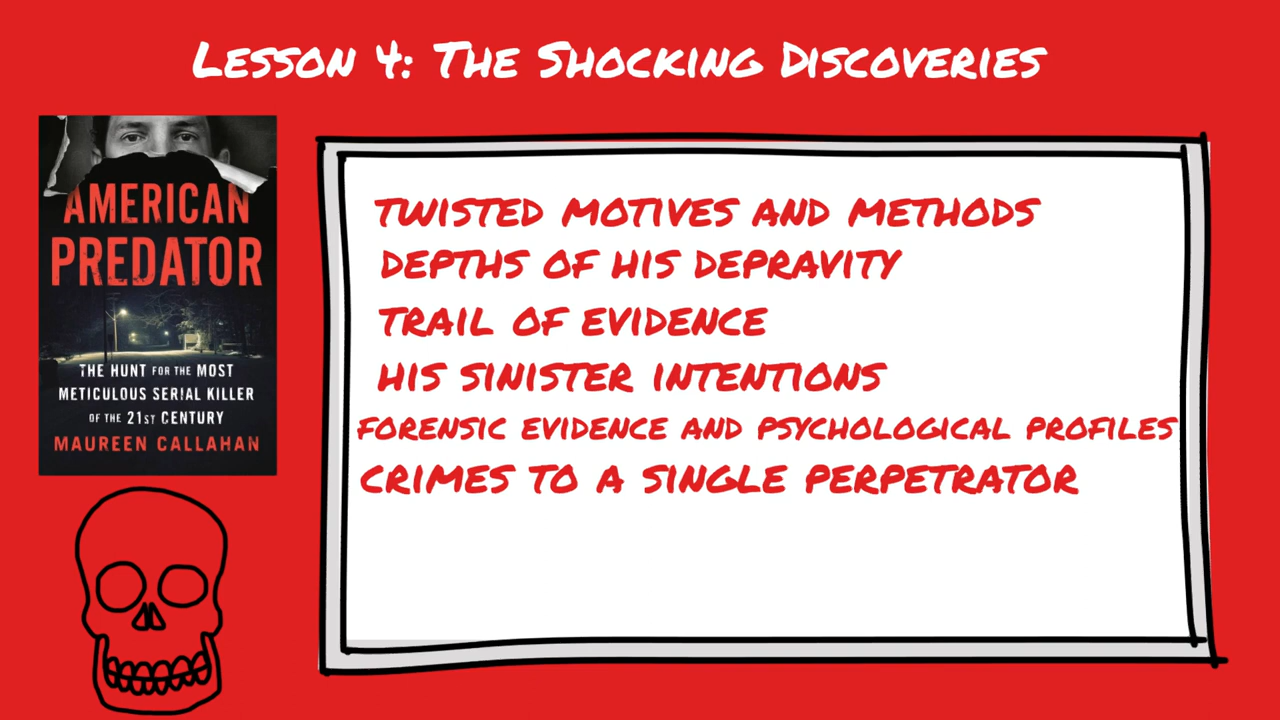 Lesson 4: The Shocking Discoveries
AMERICAN
PREDATOR
THE HUNT FOR THE MOST
METICULOUS SERIAL KILLER
OF THE 21ST CENTURY
MAUREEN CALLAHAN
TWISTED MOTIVES AND METHODS
DEPTHS OF HIS DEPRAVITY
TRAIL OF EVIDENCE
HIS SINISTER INTENTIONS
FORENSIC EVIDENCE AND PSYCHOLOGICAL PROFILES
CRIMES TO A SINGLE PERPETRATOR